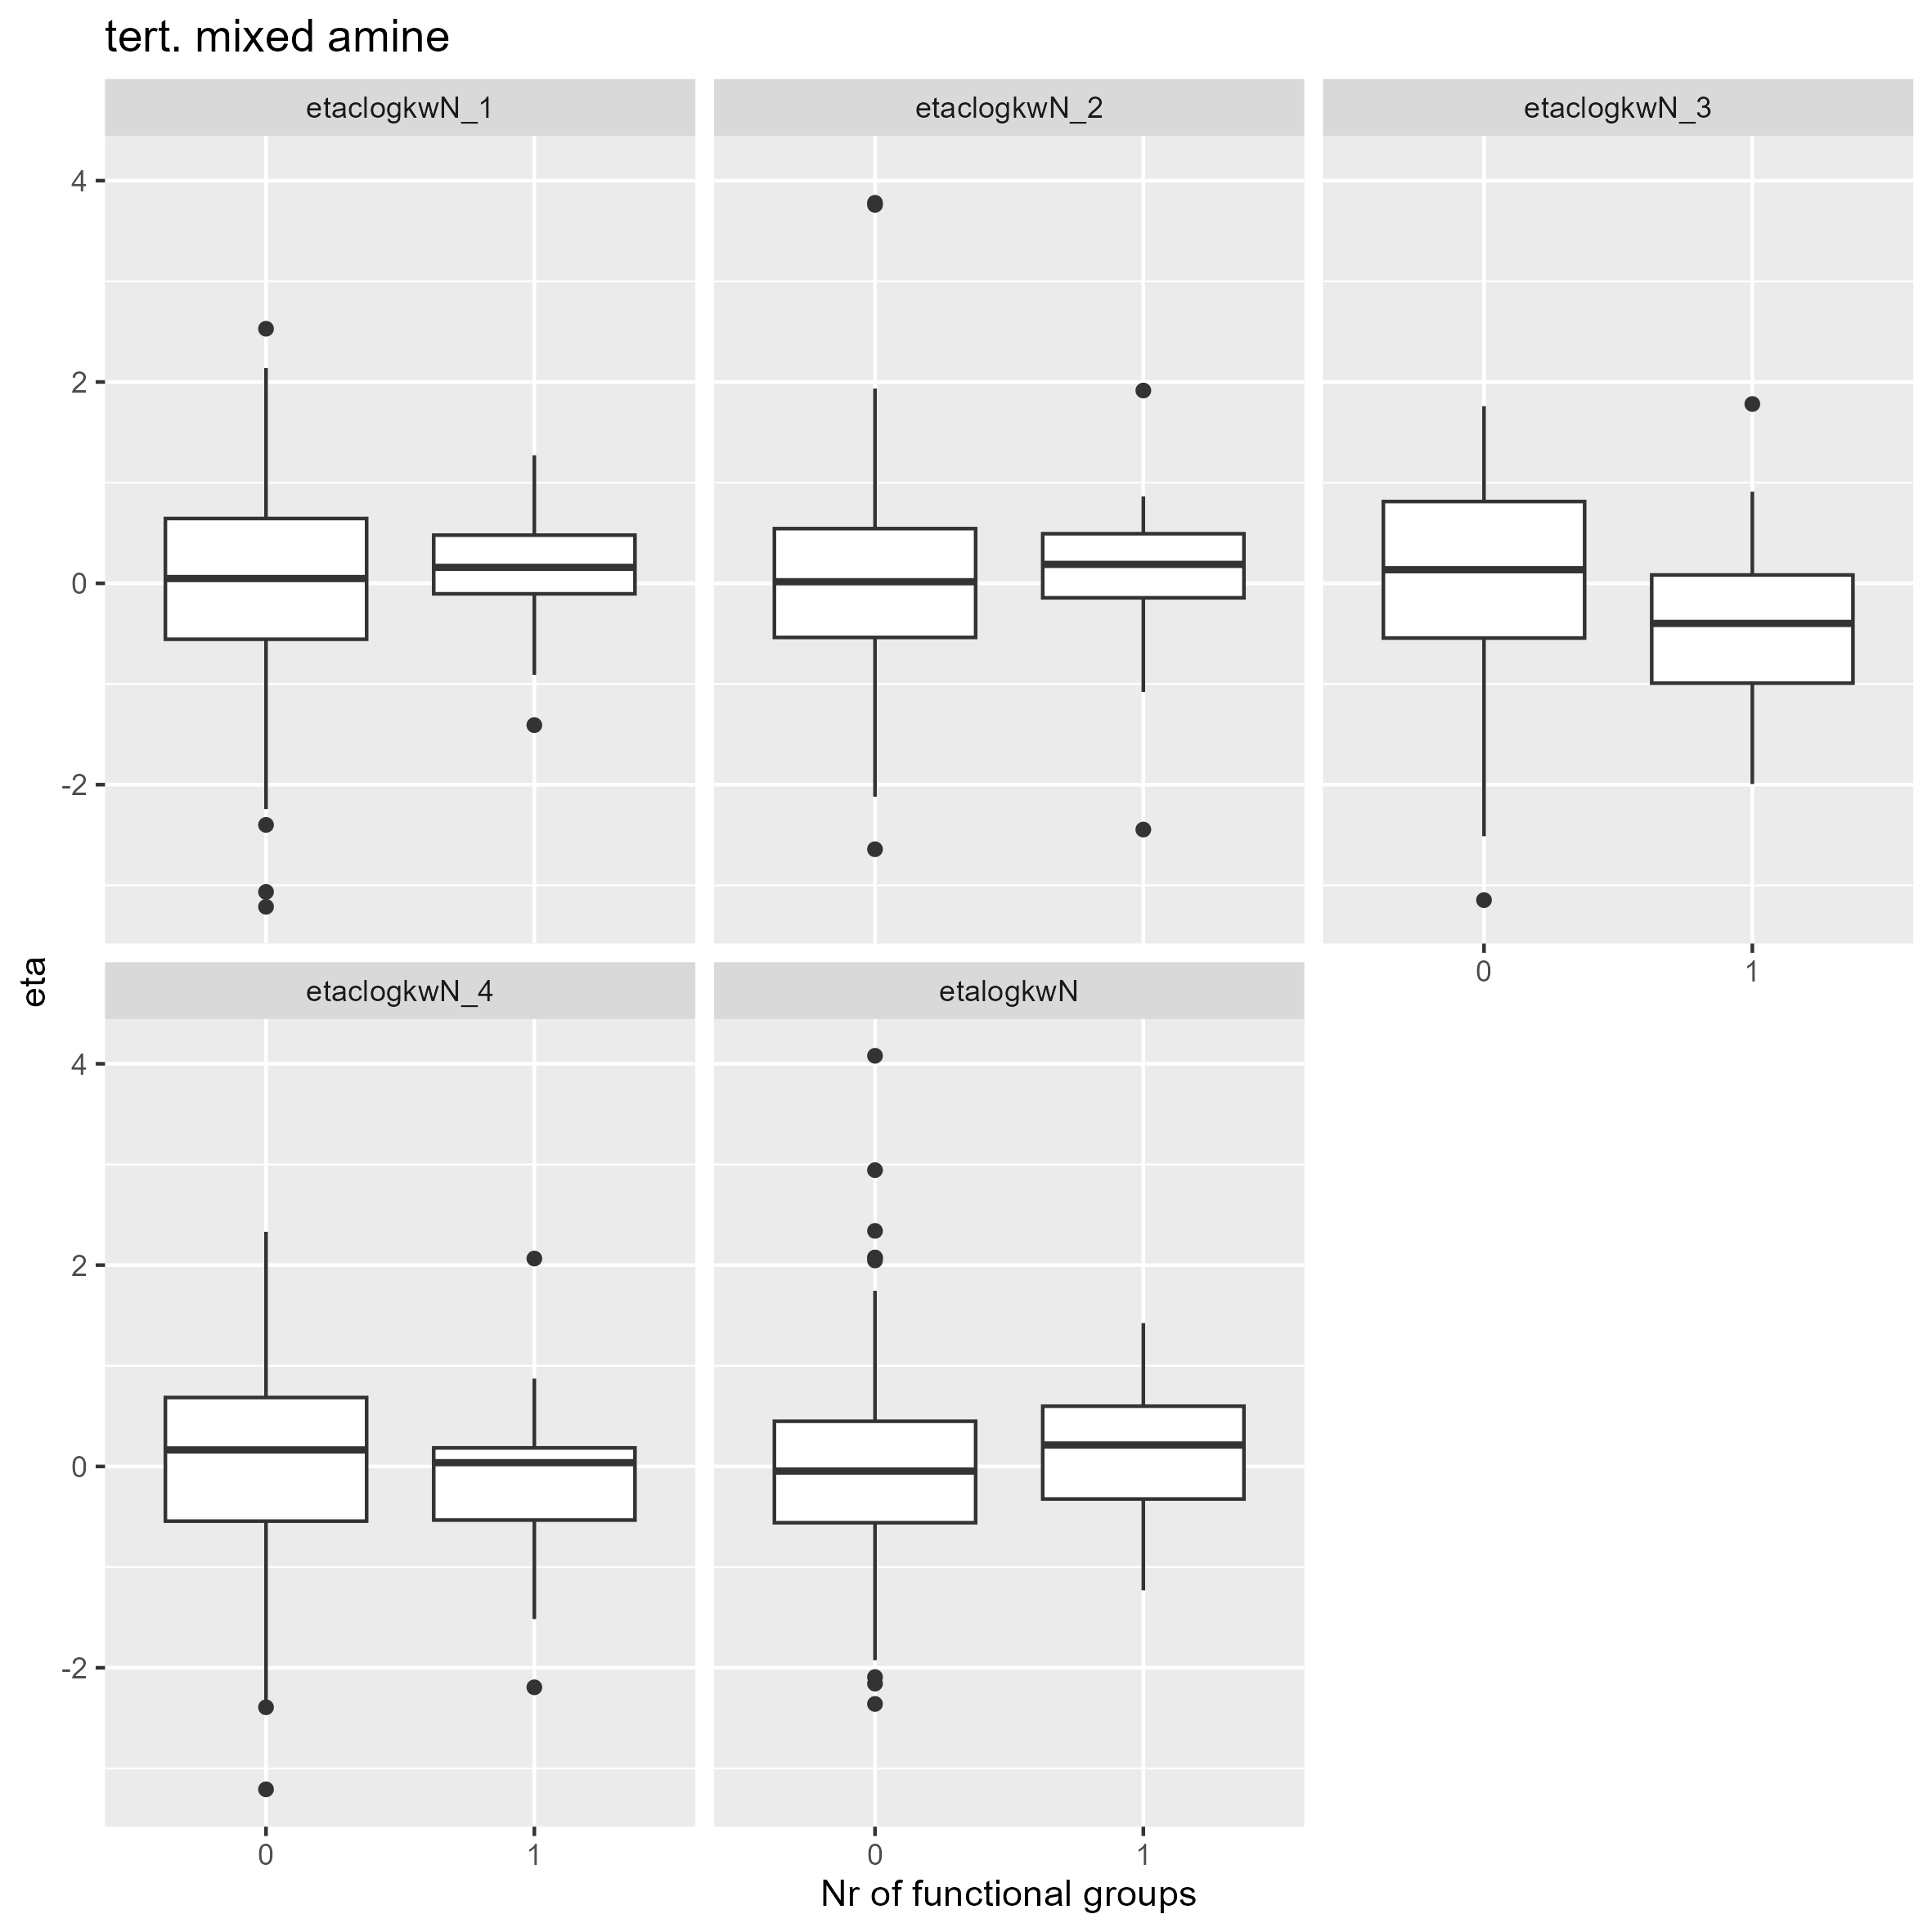 tert. mixed amine
etaclogkwN_1
etaclogkwN_2
etaclogkwN_3
4
2
0
-2
0 1
eta
etaclogkwN_4
etalogkwN
4
2
0
-2
0 1
0 1
Nr of functional groups